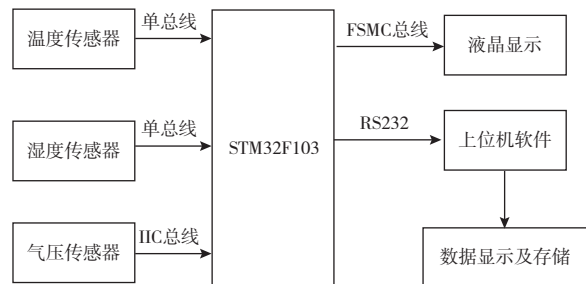 温度传感器
单总线
湿度传感器
单总线
气压传感器
IIC总线
STM32F103
FSMC总线
液晶显示
RS232
上位机软件
数据显示及存储